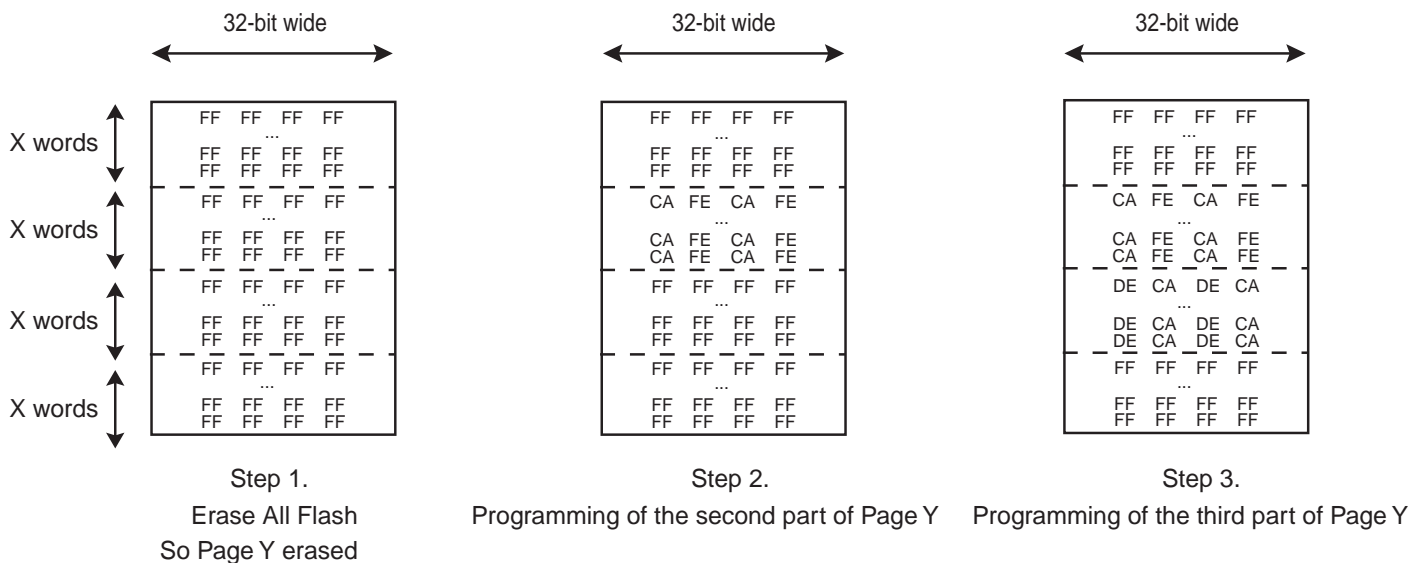 32-bit wide
32-bit wide
32-bit wide
X words
FF FF FF FF
...
FF FF FF FF
FF FF FF FF
X words
FF FF FF FF
...
FF FF FF FF
FF FF FF FF
X words
FF FF FF FF
...
FF FF FF FF
FF FF FF FF
X words
FF FF FF FF
...
FF FF FF FF
FF FF FF FF
FF FF FF FF
...
FF FF FF FF
FF FF FF FF
CA FE CA FE
...
CA FE CA FE
CA FE CA FE
FF FF FF FF
...
FF FF FF FF
FF FF FF FF
FF FF FF FF
...
FF FF FF FF
FF FF FF FF
FF FF FF FF
...
FF FF FF FF
FF FF FF FF
CA FE CA FE
...
CA FE CA FE
CA FE CA FE
DE CA DE CA
...
DE CA DE CA
DE CA DE CA
FF FF FF FF
...
FF FF FF FF
FF FF FF FF
Step 1.
Erase All Flash
So Page Y erased
Step 2.
Programming of the second part of Page Y
Step 3.
Programming of the third part of Page Y